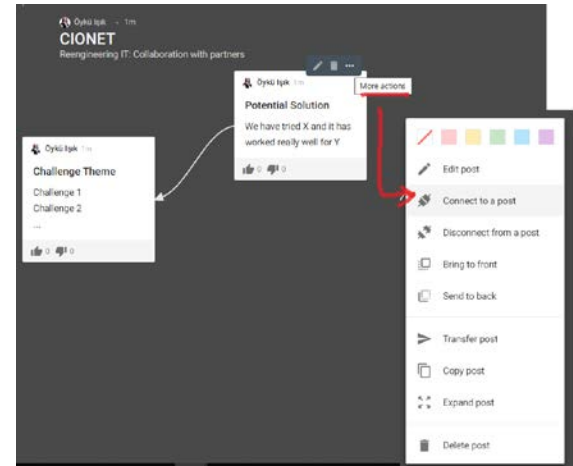 Öykü Işık · 1m
CIONET
Reengineering IT: Collaboration with partners
Öykü Işık 1m
More actions
Potential Solution
We have tried X and it has
worked really well for Y
0 0
Öykü Işık 1m
Challenge Theme
Challenge 1
Challenge 2
...
0 0
Edit post
Connect to a post
Disconnect from a post
Bring to front
Send to back
Transfer post
Copy post
Expand post
Delete post